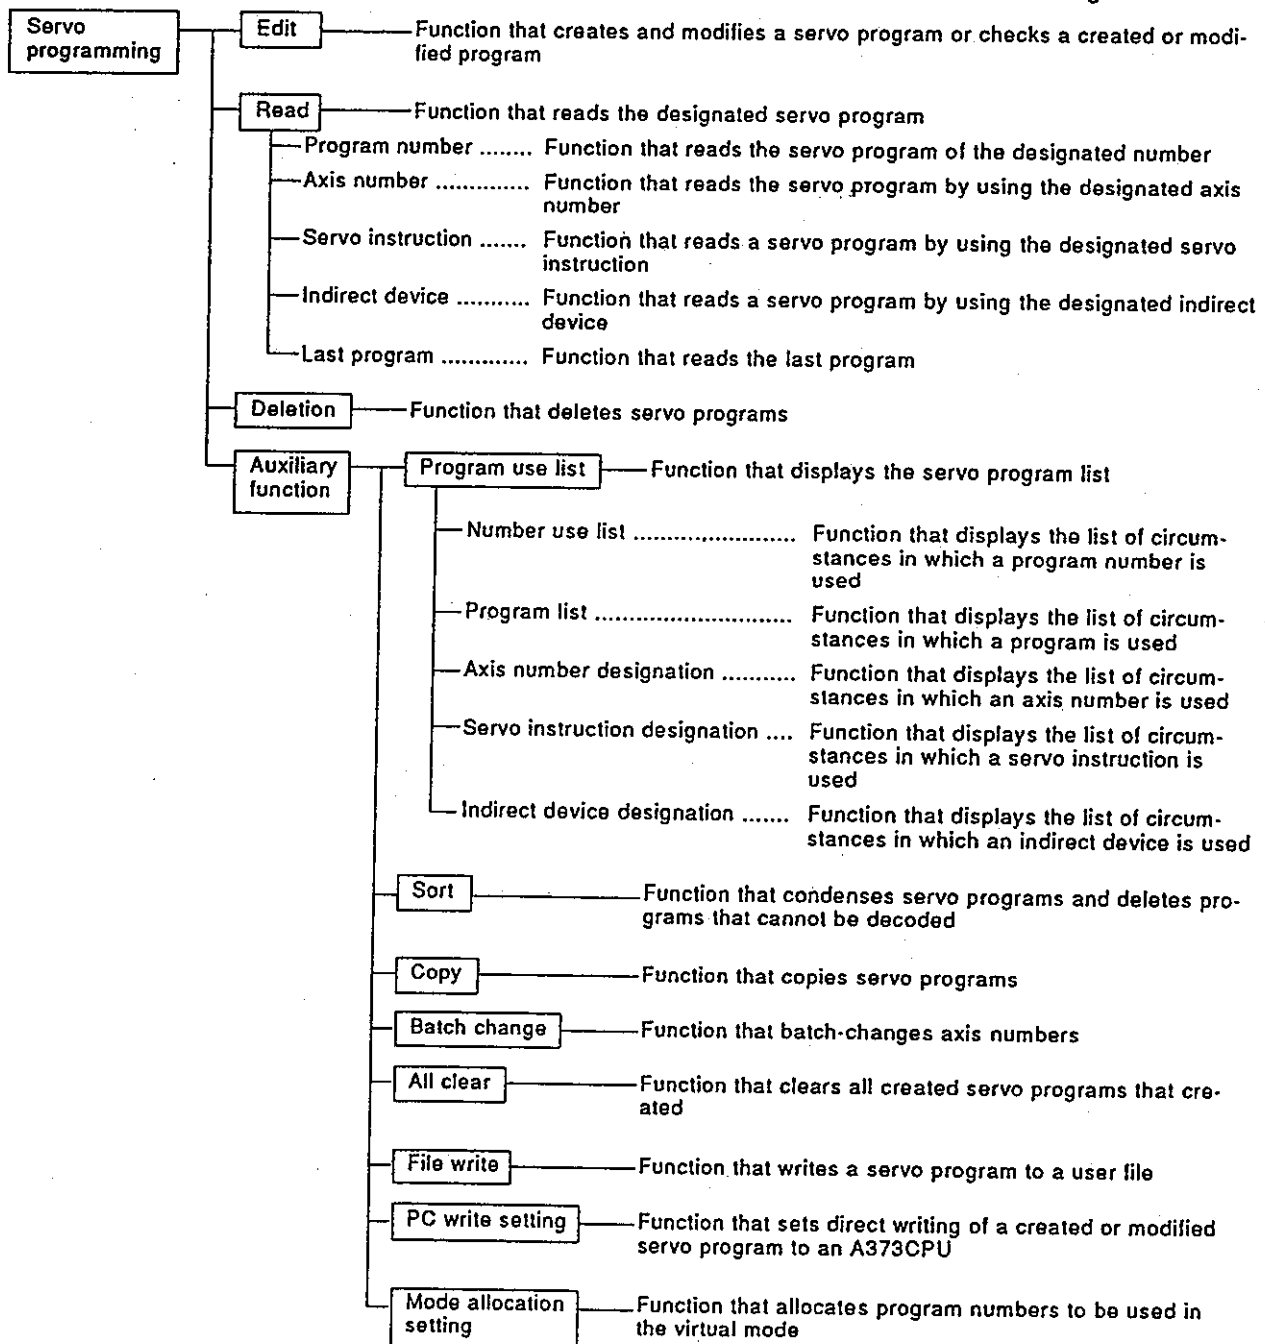 Servo
programming
Edit
Function that creates and modifies a servo program or checks a created or modi-
fied program
Read
Function that reads the designated servo program
Program number ........ Function that reads the servo program of the designated number
Axis number .............. Function that reads the servo program by using the designated axis
number
Servo instruction ....... Function that reads a servo program by using the designated servo
instruction
Indirect device ........... Function that reads a servo program by using the designated indirect
device
Last program ............. Function that reads the last program
Deletion
Function that deletes servo programs
Auxiliary
function
Program use list
Function that displays the servo program list
Number use list ........................ Function that displays the list of circum-
stances in which a program number is
used
Program list ............................. Function that displays the list of circum-
stances in which a program is used
Axis number designation ........... Function that displays the list of circum-
stances in which an axis number is used
Servo instruction designation .... Function that displays the list of circum-
stances in which a servo instruction is
used
Indirect device designation ....... Function that displays the list of circum-
stances in which an indirect device is used
Sort
Function that condenses servo programs and deletes pro-
grams that cannot be decoded
Copy
Function that copies servo programs
Batch change
Function that batch-changes axis numbers
All clear
Function that clears all created servo programs that cre-
ated
File write
Function that writes a servo program to a user file
PC write setting
Function that sets direct writing of a created or modified
servo program to an A373CPU
Mode allocation
setting
Function that allocates program numbers to be used in
the virtual mode